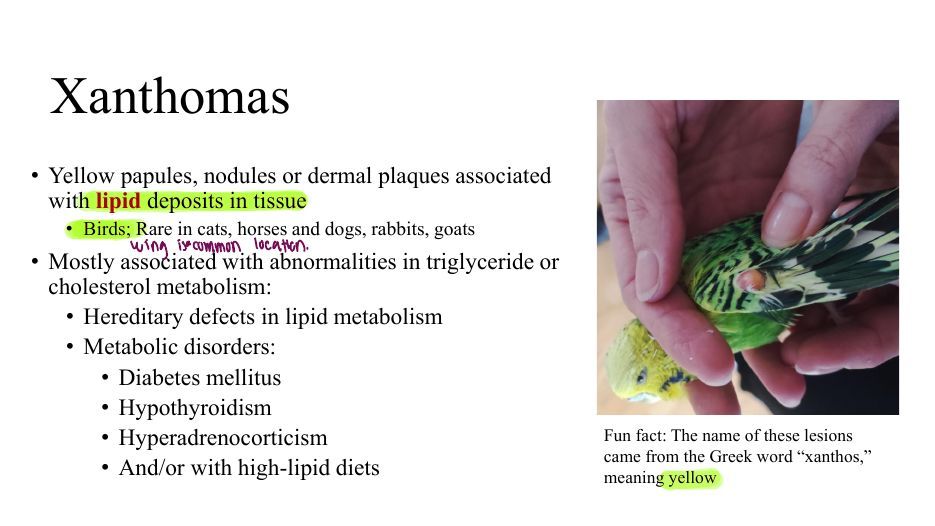 Xanthomas
• Yellow papules, nodules or dermal plaques associated
with lipid deposits in tissue
• Birds; Rare in cats, horses and dogs, rabbits, goats
wing is common location.
• Mostly associated with abnormalities in triglyceride or
cholesterol metabolism:
• Hereditary defects in lipid metabolism
• Metabolic disorders:
• Diabetes mellitus
• Hypothyroidism
• Hyperadrenocorticism
• And/or with high-lipid diets
Fun fact: The name of these lesions
came from the Greek word “xanthos,”
meaning yellow